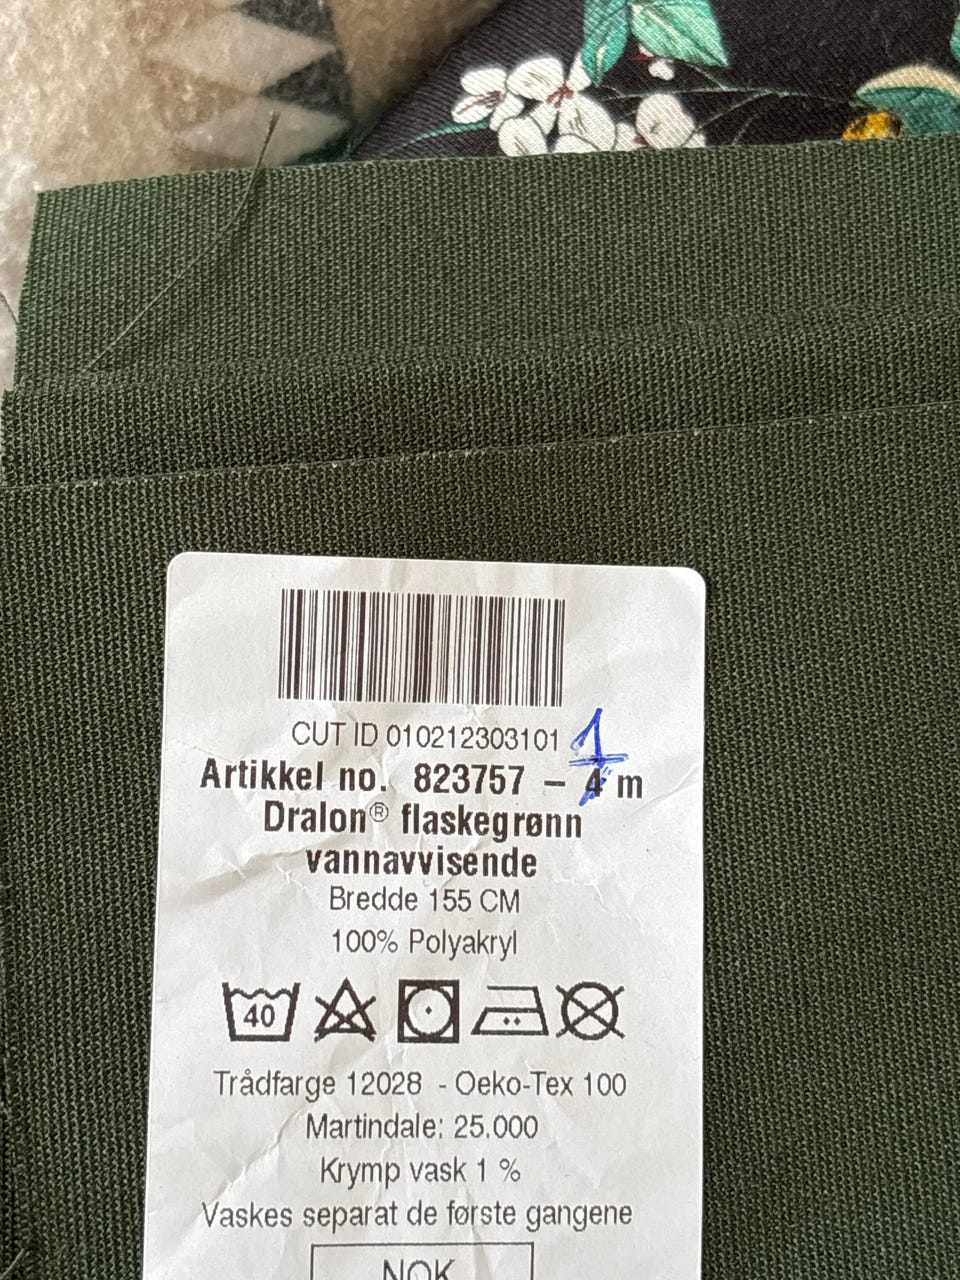 CUT ID 010212303101
1
Artikkel no. 823757 – 4 m
Dralon® flaskegrønn
vannavvisende
Bredde 155 CM
100% Polyakryl
40
Trådfarge 12028 - Oeko-Tex 100
Martindale: 25.000
Krymp vask 1 %
Vaskes separat de første gangene
NOK